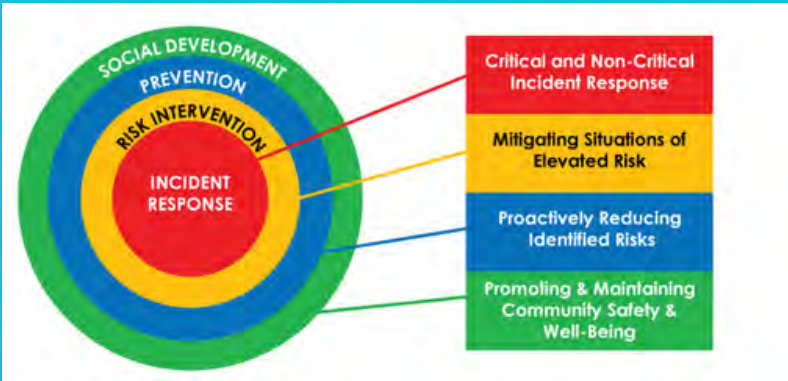 SOCIAL DEVELOPMENT
PREVENTION
RISK INTERVENTION
INCIDENT
RESPONSE
Critical and Non-Critical
Incident Response
Mitigating Situations of
Elevated Risk
Proactively Reducing
Identified Risks
Promoting & Maintaining
Community Safety &
Well-Being